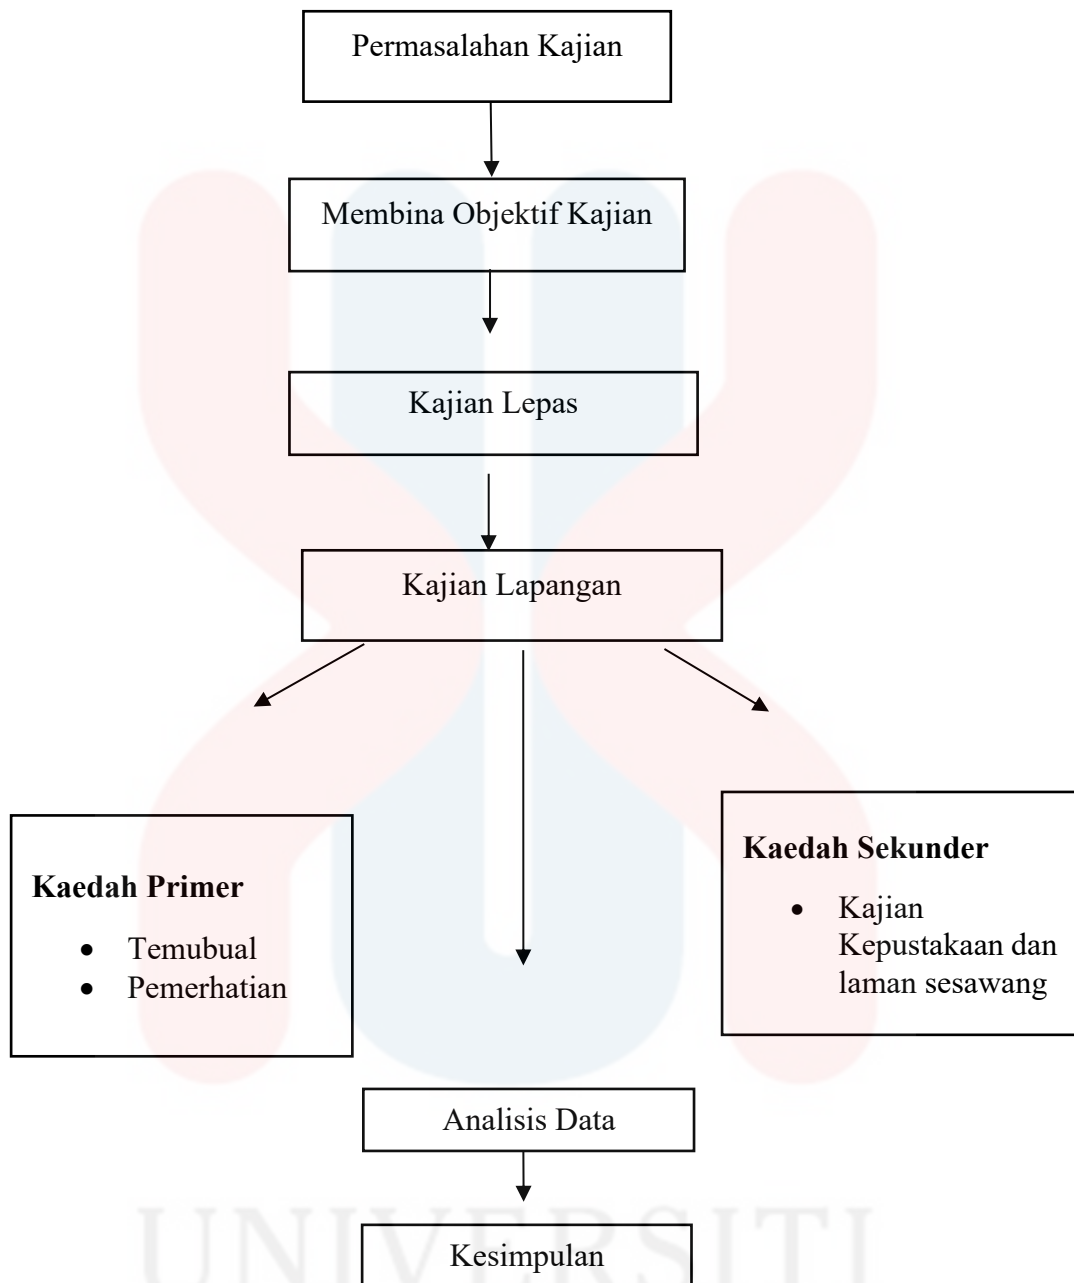 Permasalahan Kajian
Membina Objektif Kajian
Kajian Lepas
Kajian Lapangan
Kaedah Primer
• Temubual
• Pemerhatian
Kaedah Sekunder
• Kajian
Kepustakaan dan
laman sesawang
Analisis Data
Kesimpulan
UNIVERSITI